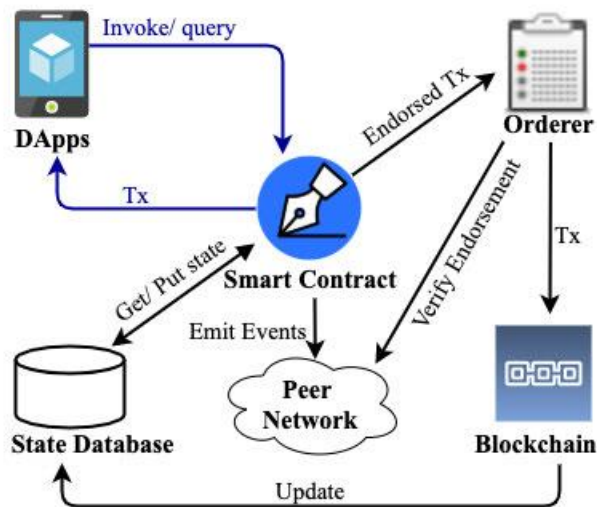 Invoke/ query
DApps
Endorsed Tx
Orderer
Tx
Smart Contract
Verify Endorsement
Tx
Get/ Put state
Emit Events
Peer
Network
State Database
Blockchain
Update